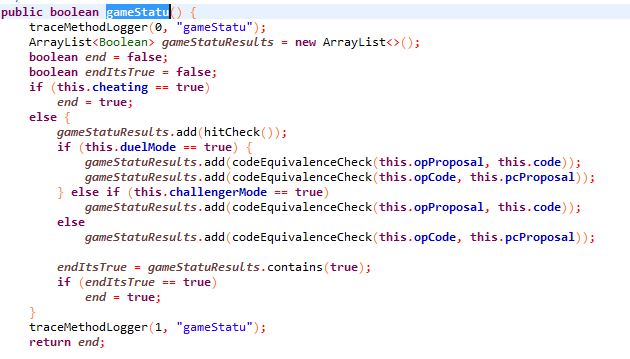 public boolean gameStatu() {
    traceMethodLogger(0, "gameStatu");
    ArrayList<Boolean> gameStatuResults = new ArrayList<>();
    boolean end = false;
    boolean endItsTrue = false;
    if (this.cheating == true)
        end = true;
    else {
        gameStatuResults.add(hitCheck());
        if (this.duelMode == true) {
            gameStatuResults.add(codeEquivalenceCheck(this.opProposal, this.code));
            gameStatuResults.add(codeEquivalenceCheck(this.opCode, this.pcProposal));
        } else if (this.challengerMode == true)
            gameStatuResults.add(codeEquivalenceCheck(this.opProposal, this.code));
        else
            gameStatuResults.add(codeEquivalenceCheck(this.opCode, this.pcProposal));

        endItsTrue = gameStatuResults.contains(true);
        if (endItsTrue == true)
            end = true;
    }
    traceMethodLogger(1, "gameStatu");
    return end;